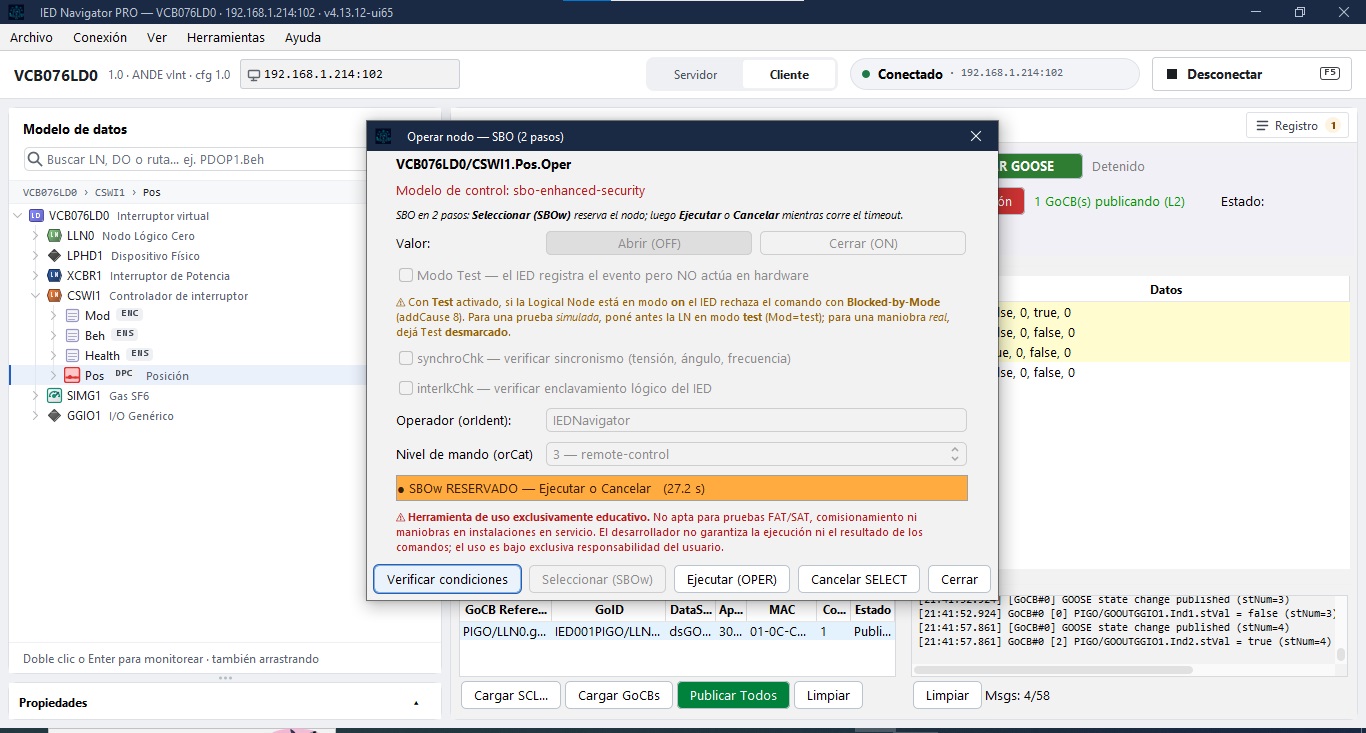 IED Navigator PRO — VCB076LD0 · 192.168.1.214:102 · v4.13.12-ui65
Archivo Conexión Ver Herramientas Ayuda
VCB076LD0 1.0 · ANDE vInt · cfg 1.0 192.168.1.214:102 Servidor Cliente Conectado · 192.168.1.214:102 Desconectar F5
Modelo de datos
Buscar LN, DO o ruta... ej. PDOP1.Beh
VCB076LD0 › CSWI1 › Pos
LD VCB076LD0 Interruptor virtual
LN LLN0 Nodo Lógico Cero
LPHD1 Dispositivo Físico
LN XCBR1 Interruptor de Potencia
LN CSWI1 Controlador de interruptor
Mod ENC
Beh ENS
Health ENS
Pos DPC Posición
SIMG1 Gas SF6
GGIO1 I/O Genérico
Doble clic o Enter para monitorear · también arrastrando
Propiedades
Registro 1
R GOOSE Detenido
ón 1 GoCB(s) publicando (L2) Estado:
Datos
lse, 0, true, 0
lse, 0, false, 0
ue, 0, false, 0
lse, 0, false, 0
Operar nodo — SBO (2 pasos)
VCB076LD0/CSWI1.Pos.Oper
Modelo de control: sbo-enhanced-security
SBO en 2 pasos: Seleccionar (SBOw) reserva el nodo; luego Ejecutar o Cancelar mientras corre el timeout.
Valor: Abrir (OFF) Cerrar (ON)
Modo Test — el IED registra el evento pero NO actúa en hardware
⚠ Con Test activado, si la Logical Node está en modo on el IED rechaza el comando con Blocked-by-Mode
(addCause 8). Para una prueba simulada, poné antes la LN en modo test (Mod=test); para una maniobra real,
dejá Test desmarcado.
synchroChk — verificar sincronismo (tensión, ángulo, frecuencia)
interlkChk — verificar enclavamiento lógico del IED
Operador (orIdent): IEDNavigator
Nivel de mando (orCat) 3 — remote-control
● SBOw RESERVADO — Ejecutar o Cancelar (27.2 s)
⚠ Herramienta de uso exclusivamente educativo. No apta para pruebas FAT/SAT, comisionamiento ni
maniobras en instalaciones en servicio. El desarrollador no garantiza la ejecución ni el resultado de los
comandos; el uso es bajo exclusiva responsabilidad del usuario.
Verificar condiciones Seleccionar (SBOw) Ejecutar (OPER) Cancelar SELECT Cerrar
GoCB Refere... GoID DataS... Ap... MAC Co... Estado
PIGO/LLN0.g... IED001PIGO/LLN... dsGO... 30... 01-0C-C... 1 Publi...
Cargar SCL... Cargar GoCBs Publicar Todos Limpiar
[21:41:52.924] [GoCB#0] GOOSE state change published (stNum=3)
[21:41:52.924] GoCB#0 [0] PIGO/GOOUTGGIO1.Ind1.stVal = false (stNum=3)
[21:41:57.861] [GoCB#0] GOOSE state change published (stNum=4)
[21:41:57.861] GoCB#0 [2] PIGO/GOOUTGGIO1.Ind2.stVal = true (stNum=4)
Limpiar Msgs: 4/58